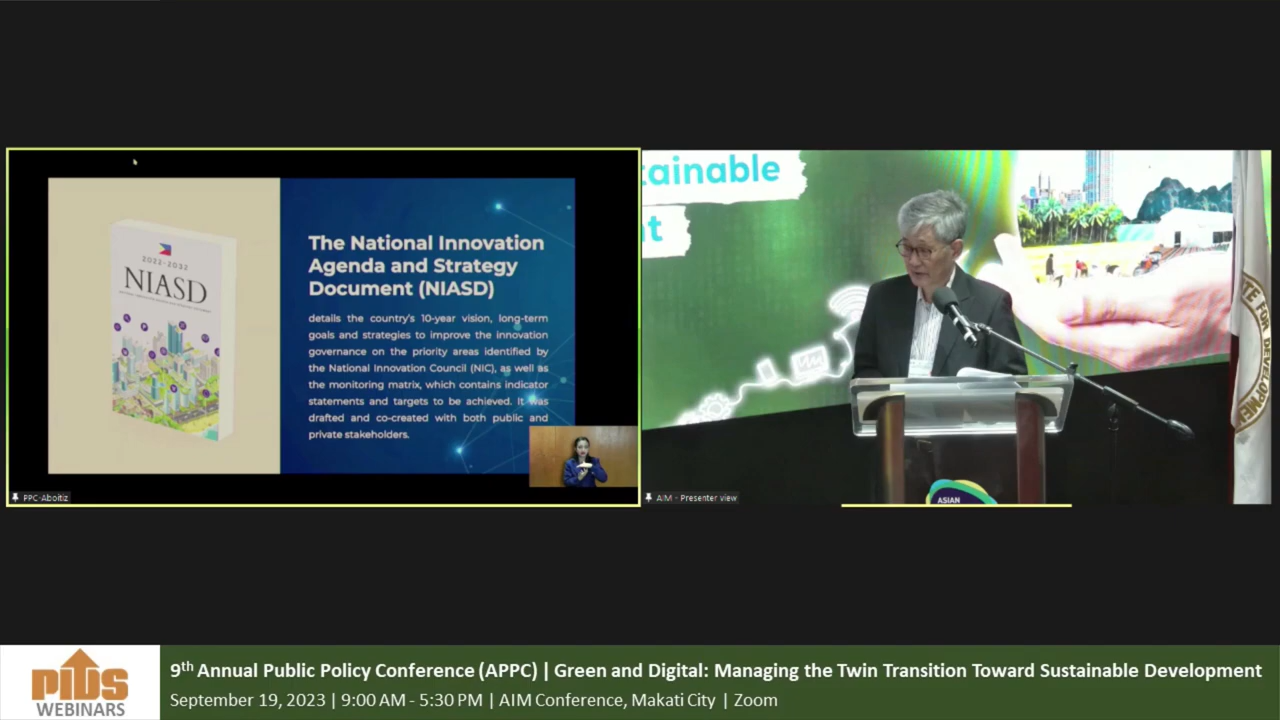 2022-2032
NIASD
The National Innovation
Agenda and Strategy
Document (NIASD)
details the country's 10-year vision, long-term
goals and strategies to improve the innovation
governance on the priority areas identified by
the National Innovation Council (NIC), as well as
the monitoring matrix, which contains indicator
statements and targets to be achieved. It was
drafted and co-created with both public and
private stakeholders.
PPC-Aboitiz
tainable
t
TE FOR DEVELOPMEN
ASIAN
AIM - Presenter view
pids
WEBINARS
9th Annual Public Policy Conference (APPC) | Green and Digital: Managing the Twin Transition Toward Sustainable Development
September 19, 2023 | 9:00 AM - 5:30 PM | AIM Conference, Makati City | Zoom